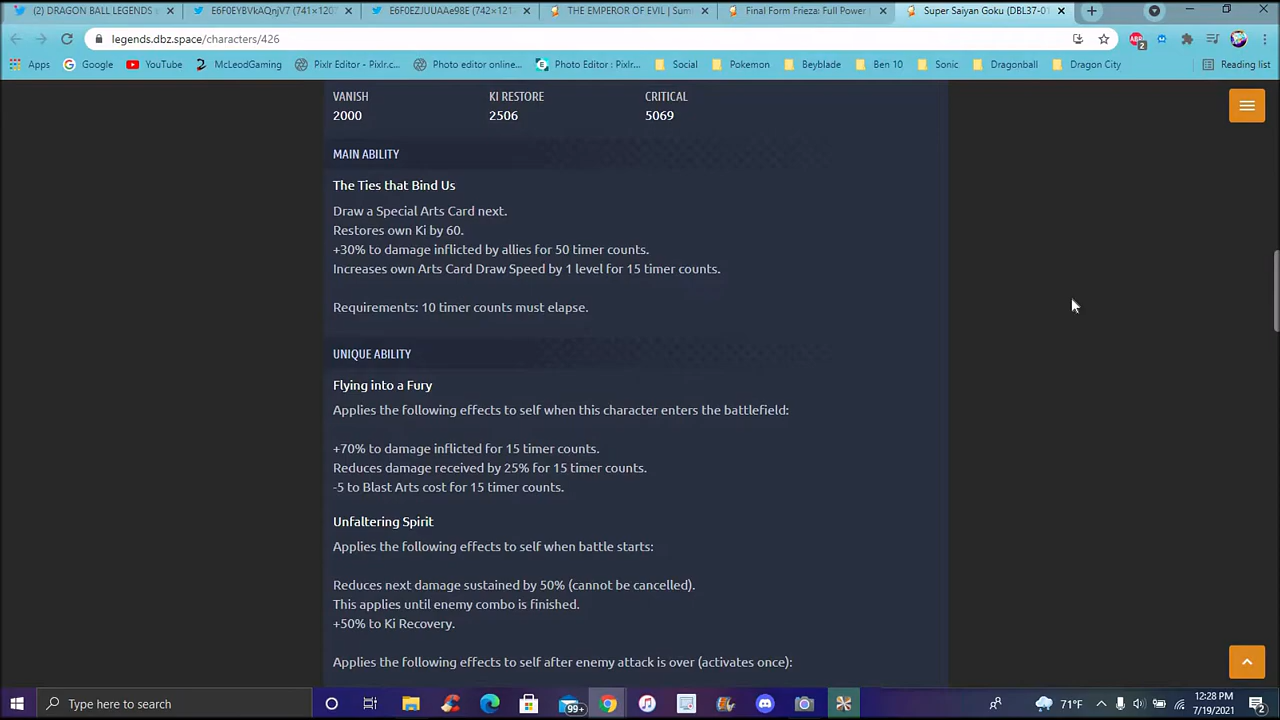 (2) DRAGON BALL LEGENDS
E6F0EYBVkAQnjV7 (741×1207
E6F0EZJUUAAe98E (742×121
THE EMPEROR OF EVIL | Sum
Final Form Frieza: Full Power
Super Saiyan Goku (DBL37-01
legends.dbz.space/characters/426
ABP
2
Apps
Google
YouTube
McLeodGaming
Pixlr Editor - Pixlr.c...
Photo editor online...
Photo Editor : Pixlr...
Social
Pokemon
Beyblade
Ben 10
Sonic
Dragonball
Dragon City
Reading list
VANISH
KI RESTORE
CRITICAL
2000
2506
5069
MAIN ABILITY
The Ties that Bind Us
Draw a Special Arts Card next.
Restores own Ki by 60.
+30% to damage inflicted by allies for 50 timer counts.
Increases own Arts Card Draw Speed by 1 level for 15 timer counts.
Requirements: 10 timer counts must elapse.
UNIQUE ABILITY
Flying into a Fury
Applies the following effects to self when this character enters the battlefield:
+70% to damage inflicted for 15 timer counts.
Reduces damage received by 25% for 15 timer counts.
-5 to Blast Arts cost for 15 timer counts.
Unfaltering Spirit
Applies the following effects to self when battle starts:
Reduces next damage sustained by 50% (cannot be cancelled).
This applies until enemy combo is finished.
+50% to Ki Recovery.
Applies the following effects to self after enemy attack is over (activates once):
Type here to search
99+
71°F
12:28 PM
7/19/2021
2